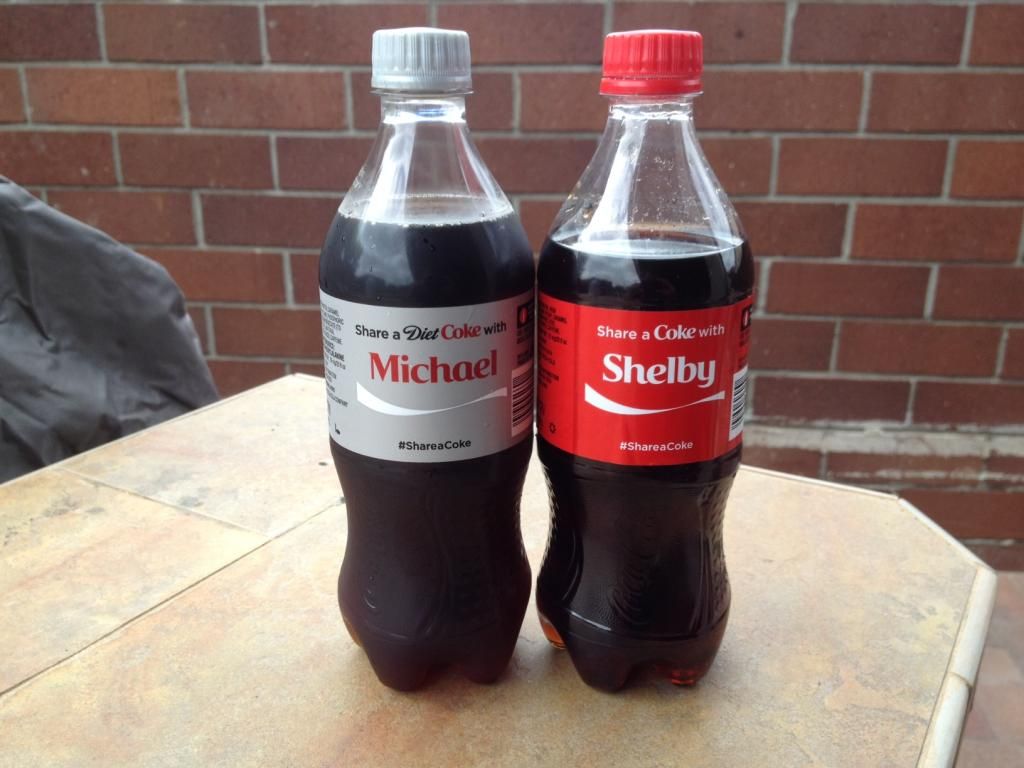 Share a Diet Coke with
Michael
#ShareaCoke
Share a Coke with
Shelby
#ShareaCoke